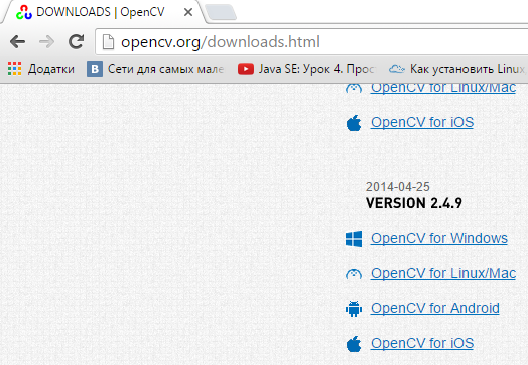 DOWNLOADS | OpenCV
opencv.org/downloads.html
Додатки Сети для самых мале Java SE: Урок 4. Прос Как установить Linux
OpenCV for Linux/Mac
OpenCV for iOS
2014-04-25
VERSION 2.4.9
OpenCV for Windows
OpenCV for Linux/Mac
OpenCV for Android
OpenCV for iOS